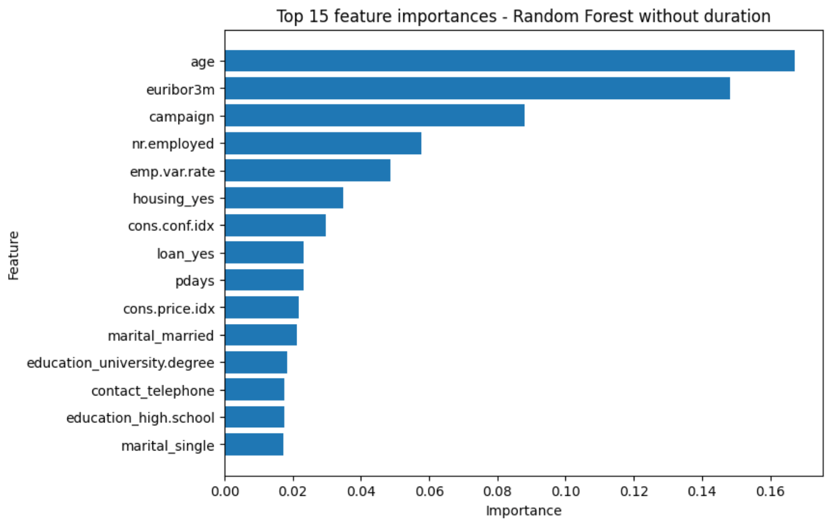 Top 15 feature importances - Random Forest without duration
age
euribor3m
campaign
nr.employed
emp.var.rate
housing_yes
cons.conf.idx
loan_yes
pdays
cons.price.idx
marital_married
education_university.degree
contact_telephone
education_high.school
marital_single
Feature
0.00 0.02 0.04 0.06 0.08 0.10 0.12 0.14 0.16
Importance